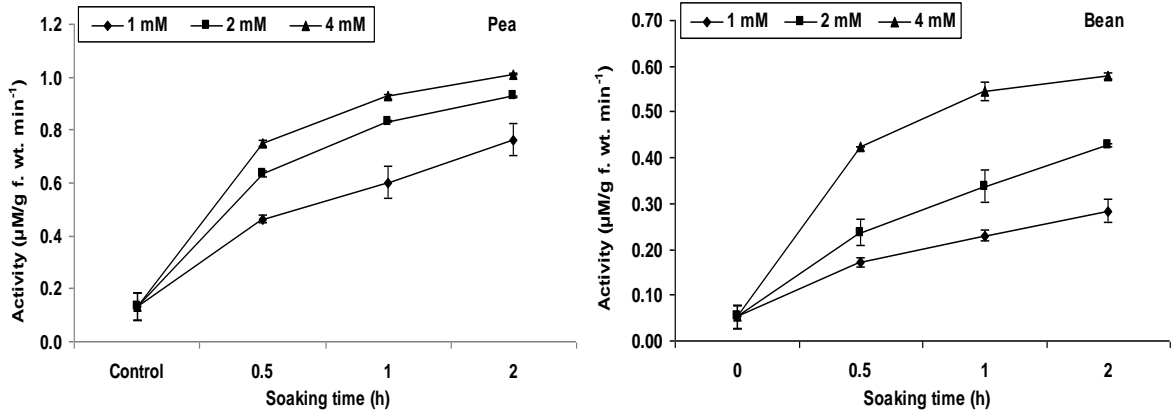 1 mM 2 mM 4 mM
Pea
Activity (µM/g f. wt. min-1)
1.2
1.0
0.8
0.6
0.4
0.2
0.0
Control 0.5 1 2
Soaking time (h)
1 mM 2 mM 4 mM
Bean
Activity (µM/g f. wt. min-1)
0.70
0.60
0.50
0.40
0.30
0.20
0.10
0.00
0 0.5 1 2
Soaking time (h)